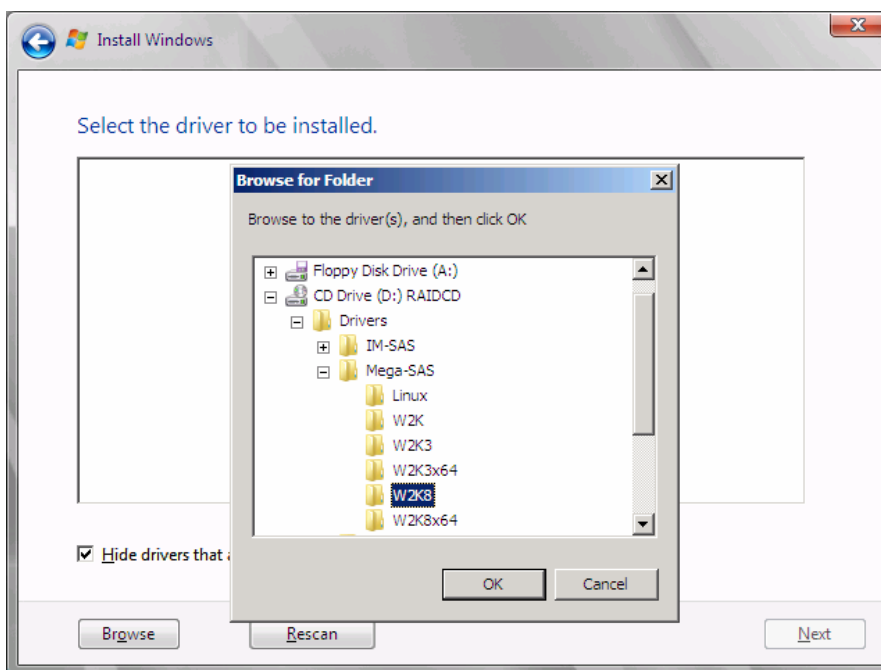 Install Windows
Select the driver to be installed.
Browse for Folder
Browse to the driver(s), and then click OK
Floppy Disk Drive (A:)
CD Drive (D:) RAIDCD
Drivers
IM-SAS
Mega-SAS
Linux
W2K
W2K3
W2K3x64
W2K8
W2K8x64
Hide drivers that
OK Cancel
Browse Rescan Next